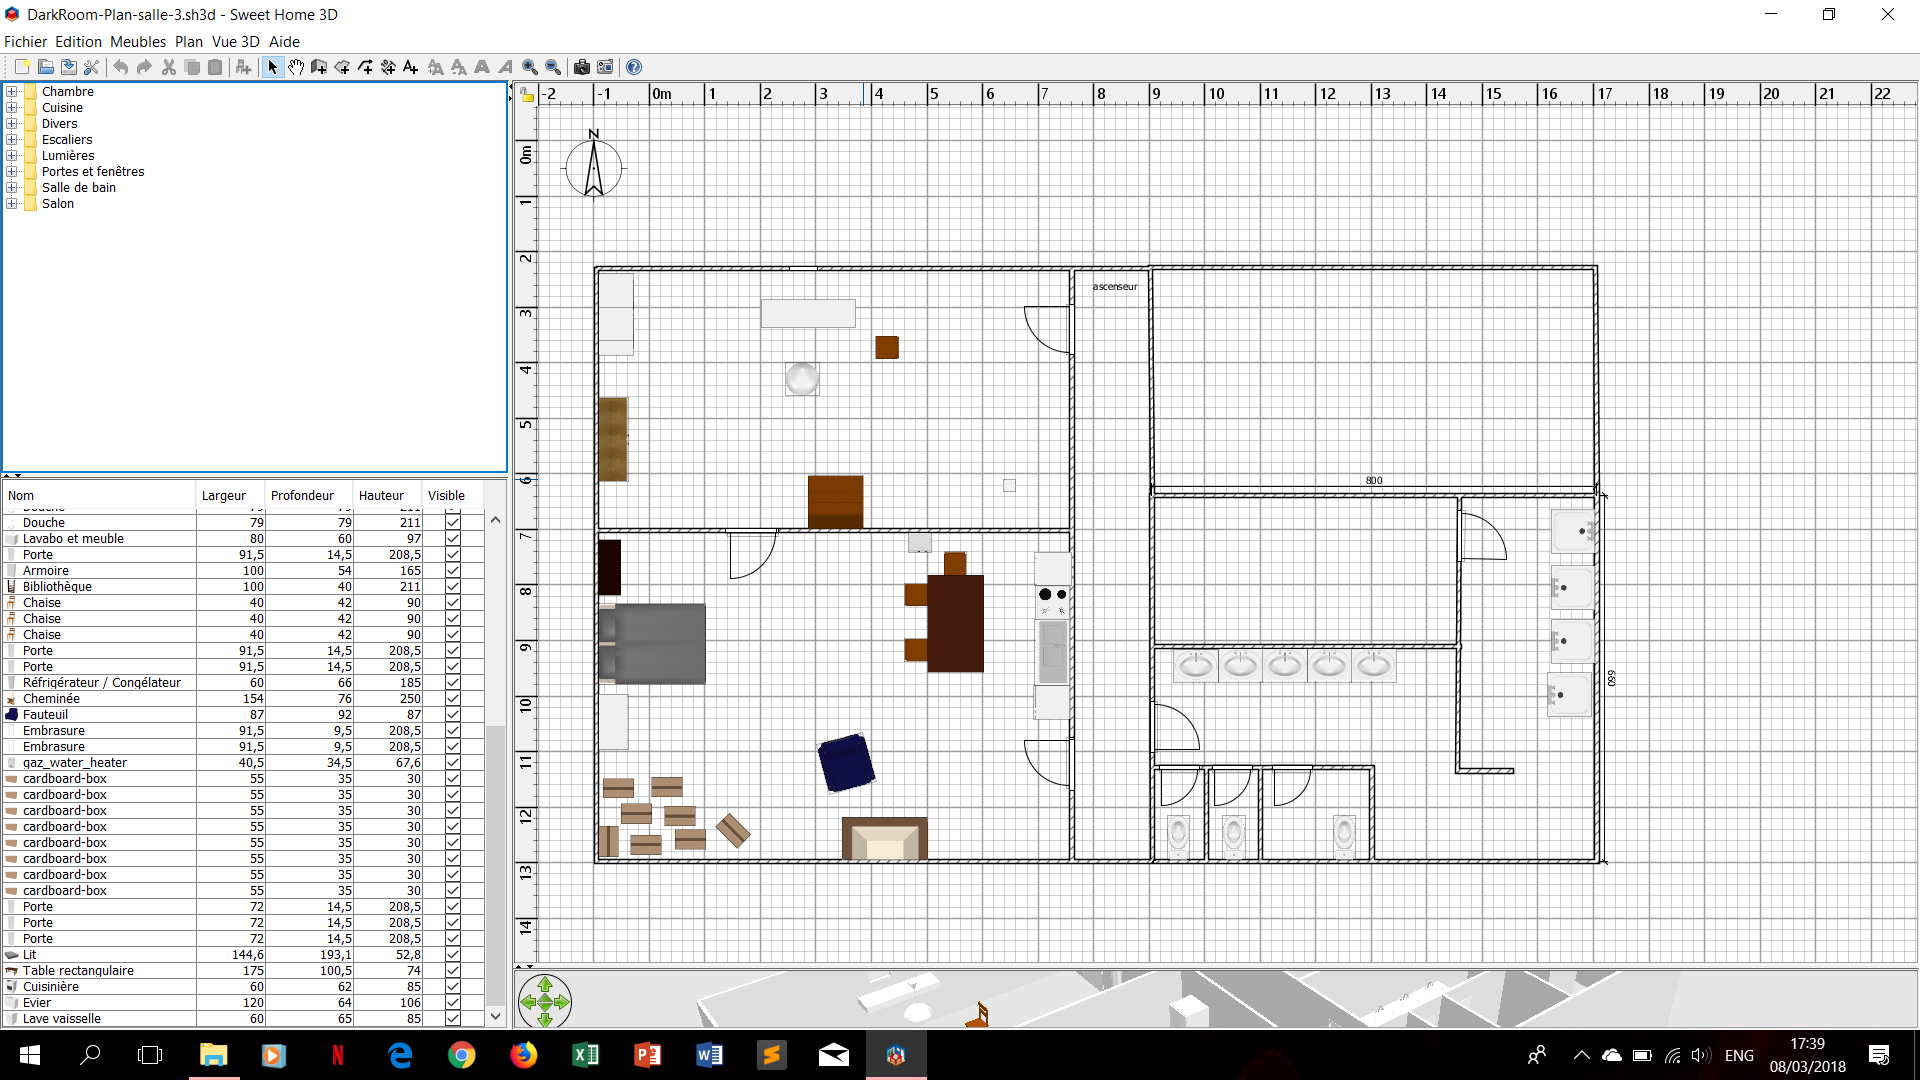 DarkRoom-Plan-salle-3.sh3d - Sweet Home 3D
Fichier Edition Meubles Plan Vue 3D Aide
Chambre
Cuisine
Divers
Escaliers
Lumières
Portes et fenêtres
Salle de bain
Salon
Nom Largeur Profondeur Hauteur Visible
Douche 79 79 211
Douche 79 79 211
Lavabo et meuble 80 60 97
Porte 91,5 14,5 208,5
Armoire 100 54 165
Bibliothèque 100 40 211
Chaise 40 42 90
Chaise 40 42 90
Chaise 40 42 90
Porte 91,5 14,5 208,5
Porte 91,5 14,5 208,5
Réfrigérateur / Congélateur 60 66 185
Cheminée 154 76 250
Fauteuil 87 92 87
Embrasure 91,5 9,5 208,5
Embrasure 91,5 9,5 208,5
gaz_water_heater 40,5 34,5 67,6
cardboard-box 55 35 30
cardboard-box 55 35 30
cardboard-box 55 35 30
cardboard-box 55 35 30
cardboard-box 55 35 30
cardboard-box 55 35 30
cardboard-box 55 35 30
cardboard-box 55 35 30
Porte 72 14,5 208,5
Porte 72 14,5 208,5
Porte 72 14,5 208,5
Lit 144,6 193,1 52,8
Table rectangulaire 175 100,5 74
Cuisinière 60 62 85
Evier 120 64 106
Lave vaisselle 60 65 85
-2 -1 0m 1 2 3 4 5 6 7 8 9 10 11 12 13 14 15 16 17 18 19 20 21 22
0m
1
2
3
4
5
6
7
8
9
10
11
12
13
14
N
ascenseur
800
660
ENG
17:39
08/03/2018